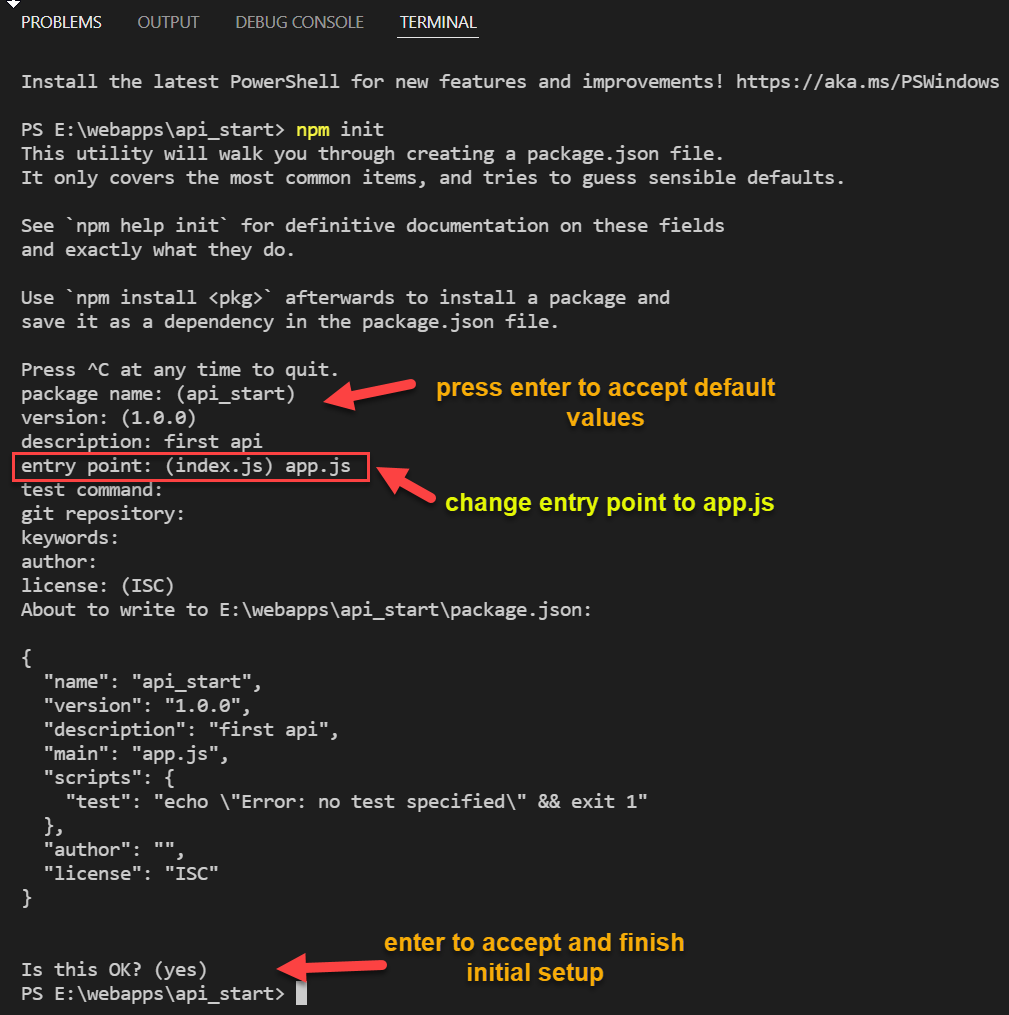 PROBLEMS OUTPUT DEBUG CONSOLE TERMINAL
Install the latest PowerShell for new features and improvements! https://aka.ms/PSWindows
PS E:\webapps\api_start> npm init
This utility will walk you through creating a package.json file.
It only covers the most common items, and tries to guess sensible defaults.
See `npm help init` for definitive documentation on these fields
and exactly what they do.
Use `npm install <pkg>` afterwards to install a package and
save it as a dependency in the package.json file.
Press ^C at any time to quit.
package name: (api_start)
press enter to accept default
values
version: (1.0.0)
description: first api
entry point: (index.js) app.js
change entry point to app.js
test command:
git repository:
keywords:
author:
license: (ISC)
About to write to E:\webapps\api_start\package.json:
{
  "name": "api_start",
  "version": "1.0.0",
  "description": "first api",
  "main": "app.js",
  "scripts": {
    "test": "echo \"Error: no test specified\" && exit 1"
  },
  "author": "",
  "license": "ISC"
}
enter to accept and finish
initial setup
Is this OK? (yes)
PS E:\webapps\api_start>